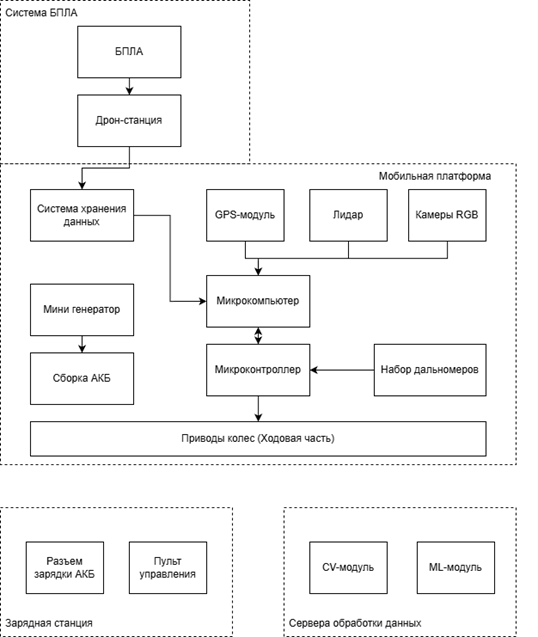 Система БПЛА
БПЛА
Дрон-станция
Мобильная платформа
Система хранения
данных
GPS-модуль
Лидар
Камеры RGB
Мини генератор
Микрокомпьютер
Сборка АКБ
Микроконтроллер
Набор дальномеров
Приводы колес (Ходовая часть)
Разъем
зарядки АКБ
Пульт
управления
Зарядная станция
CV-модуль
ML-модуль
Сервера обработки данных